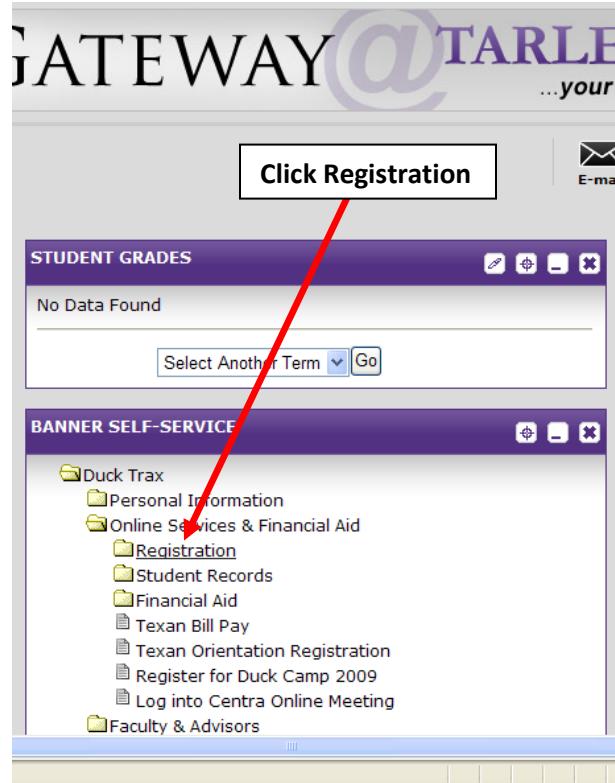 GATEWAY@TARLE
...your
Click Registration
E-ma
STUDENT GRADES
No Data Found
Select Another Term Go
BANNER SELF-SERVICE
Duck Trax
Personal Information
Online Services & Financial Aid
Registration
Student Records
Financial Aid
Texan Bill Pay
Texan Orientation Registration
Register for Duck Camp 2009
Log into Centra Online Meeting
Faculty & Advisors